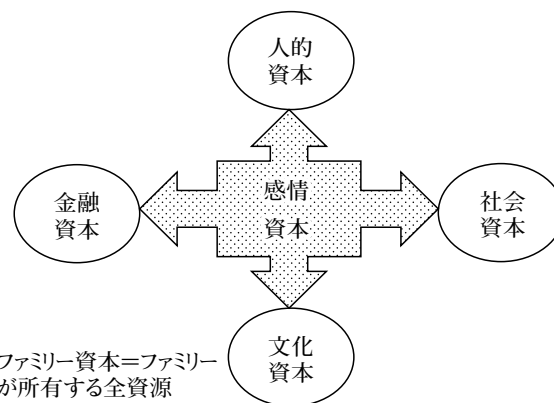 人的
資本
金融
資本
感情
資本
社会
資本
文化
資本
ファミリー資本＝ファミリー
が所有する全資源